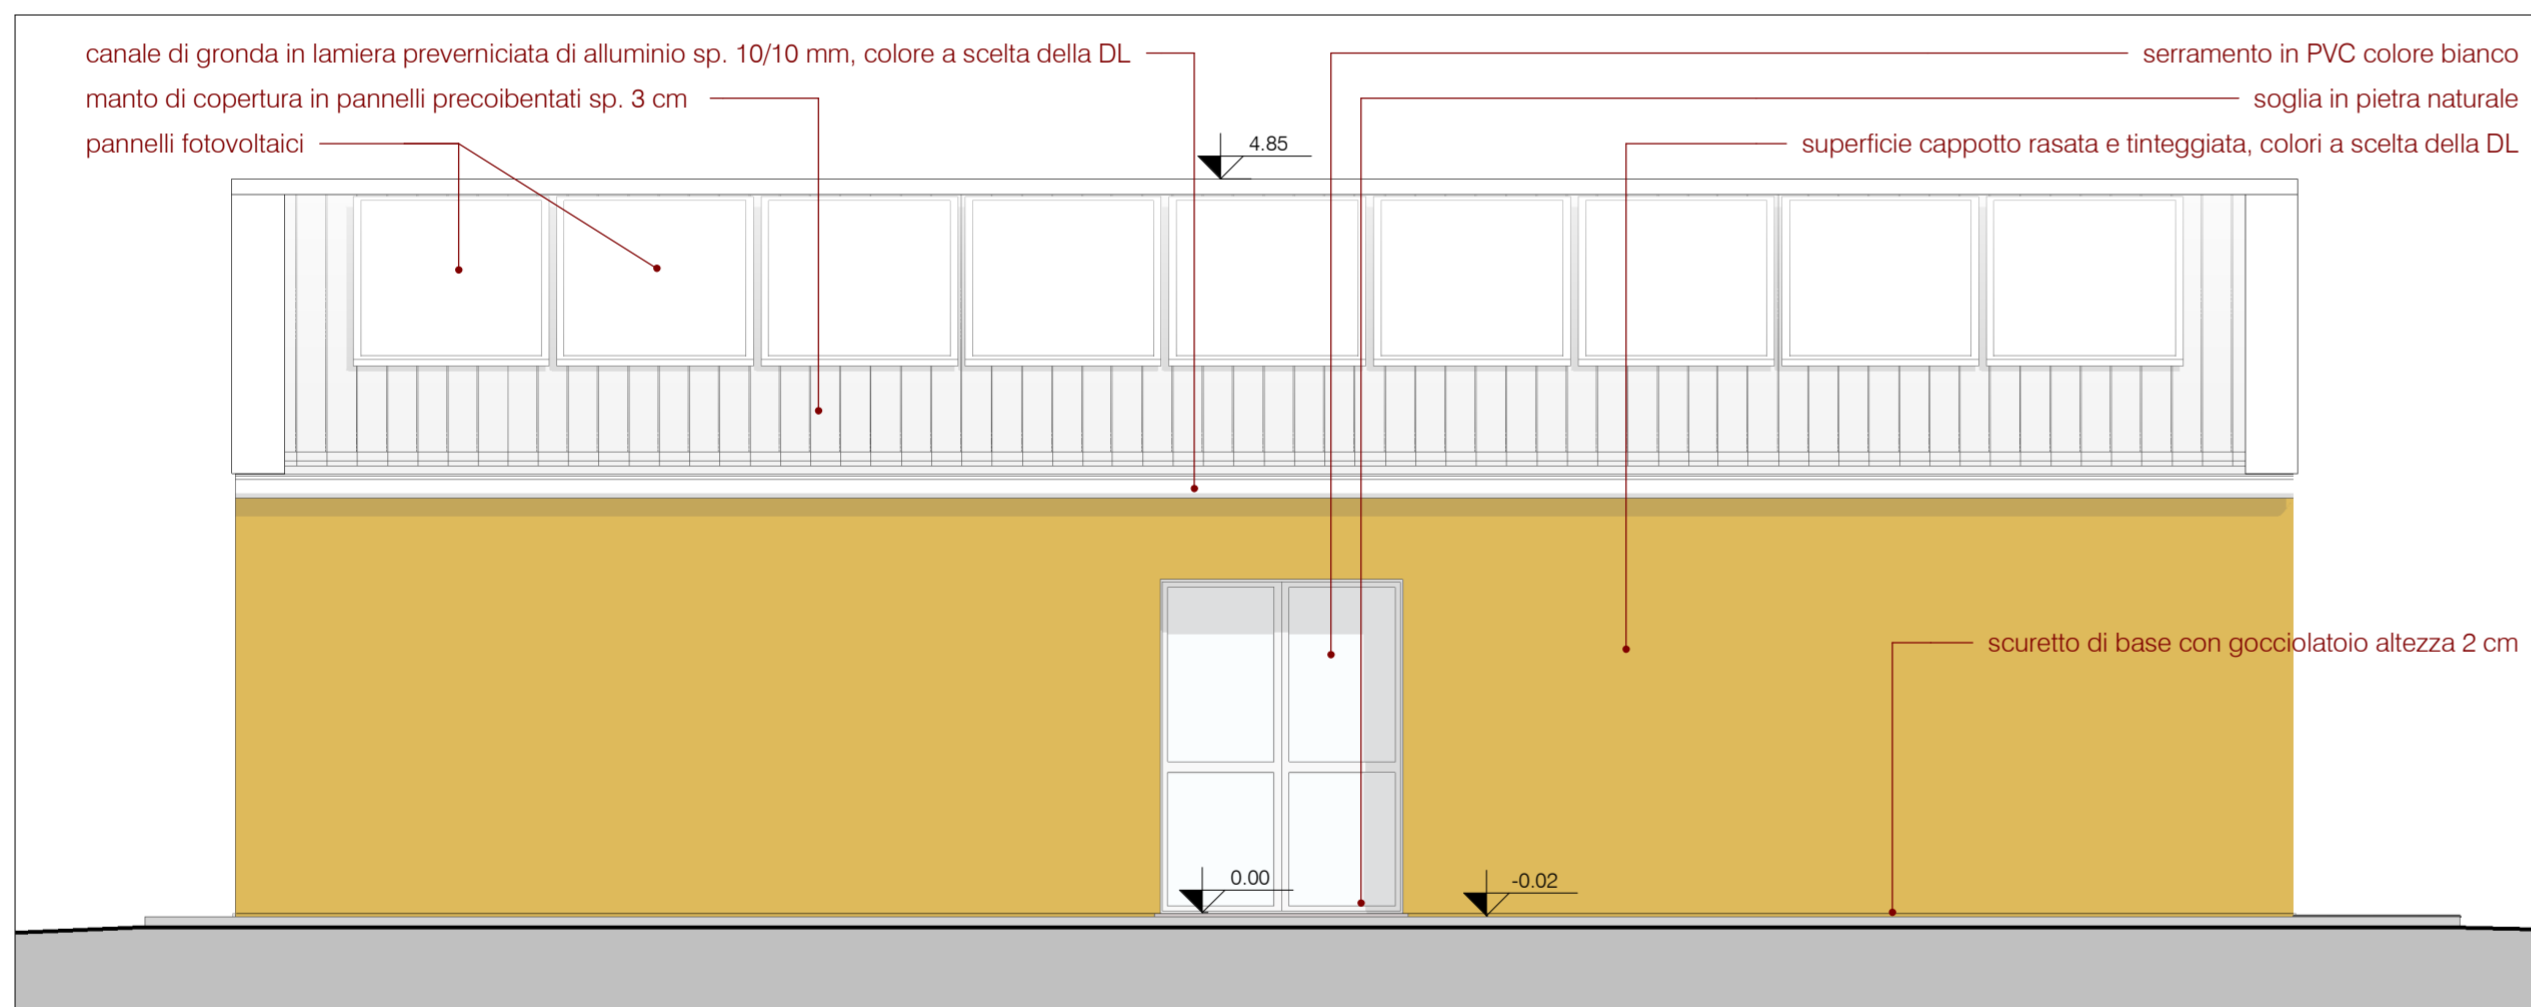 canale di gronda in lamiera preverniciata di alluminio sp. 10/10 mm, colore a scelta della DL
serramento in PVC colore bianco
manto di copertura in pannelli precoibentati sp. 3 cm
soglia in pietra naturale
pannelli fotovoltaici
4.85
superficie cappotto rasata e tinteggiata, colori a scelta della DL
scuretto di base con gocciolatoio altezza 2 cm
0.00
-0.02